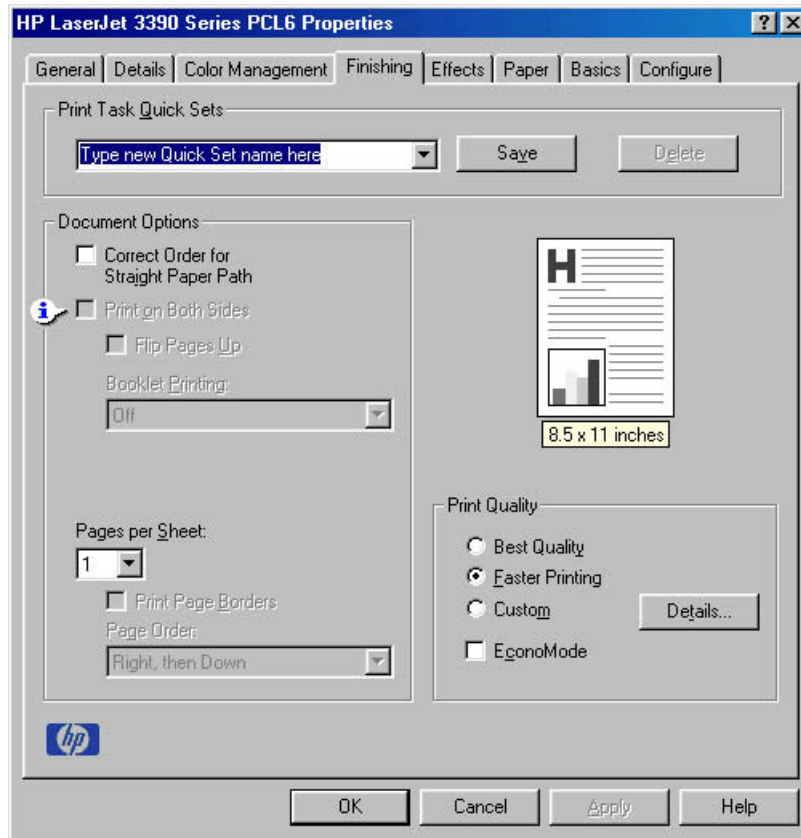 HP LaserJet 3390 Series PCL6 Properties
General Details Color Management Finishing Effects Paper Basics Configure
Print Task Quick Sets
Type new Quick Set name here Save Delete
Document Options
Correct Order for
Straight Paper Path
Print on Both Sides
Flip Pages Up
Booklet Printing:
Off
H
8.5 x 11 inches
Pages per Sheet:
1
Print Page Borders
Page Order:
Right, then Down
Print Quality
Best Quality
Faster Printing
Custom
Details...
EconoMode
hp
OK Cancel Apply Help